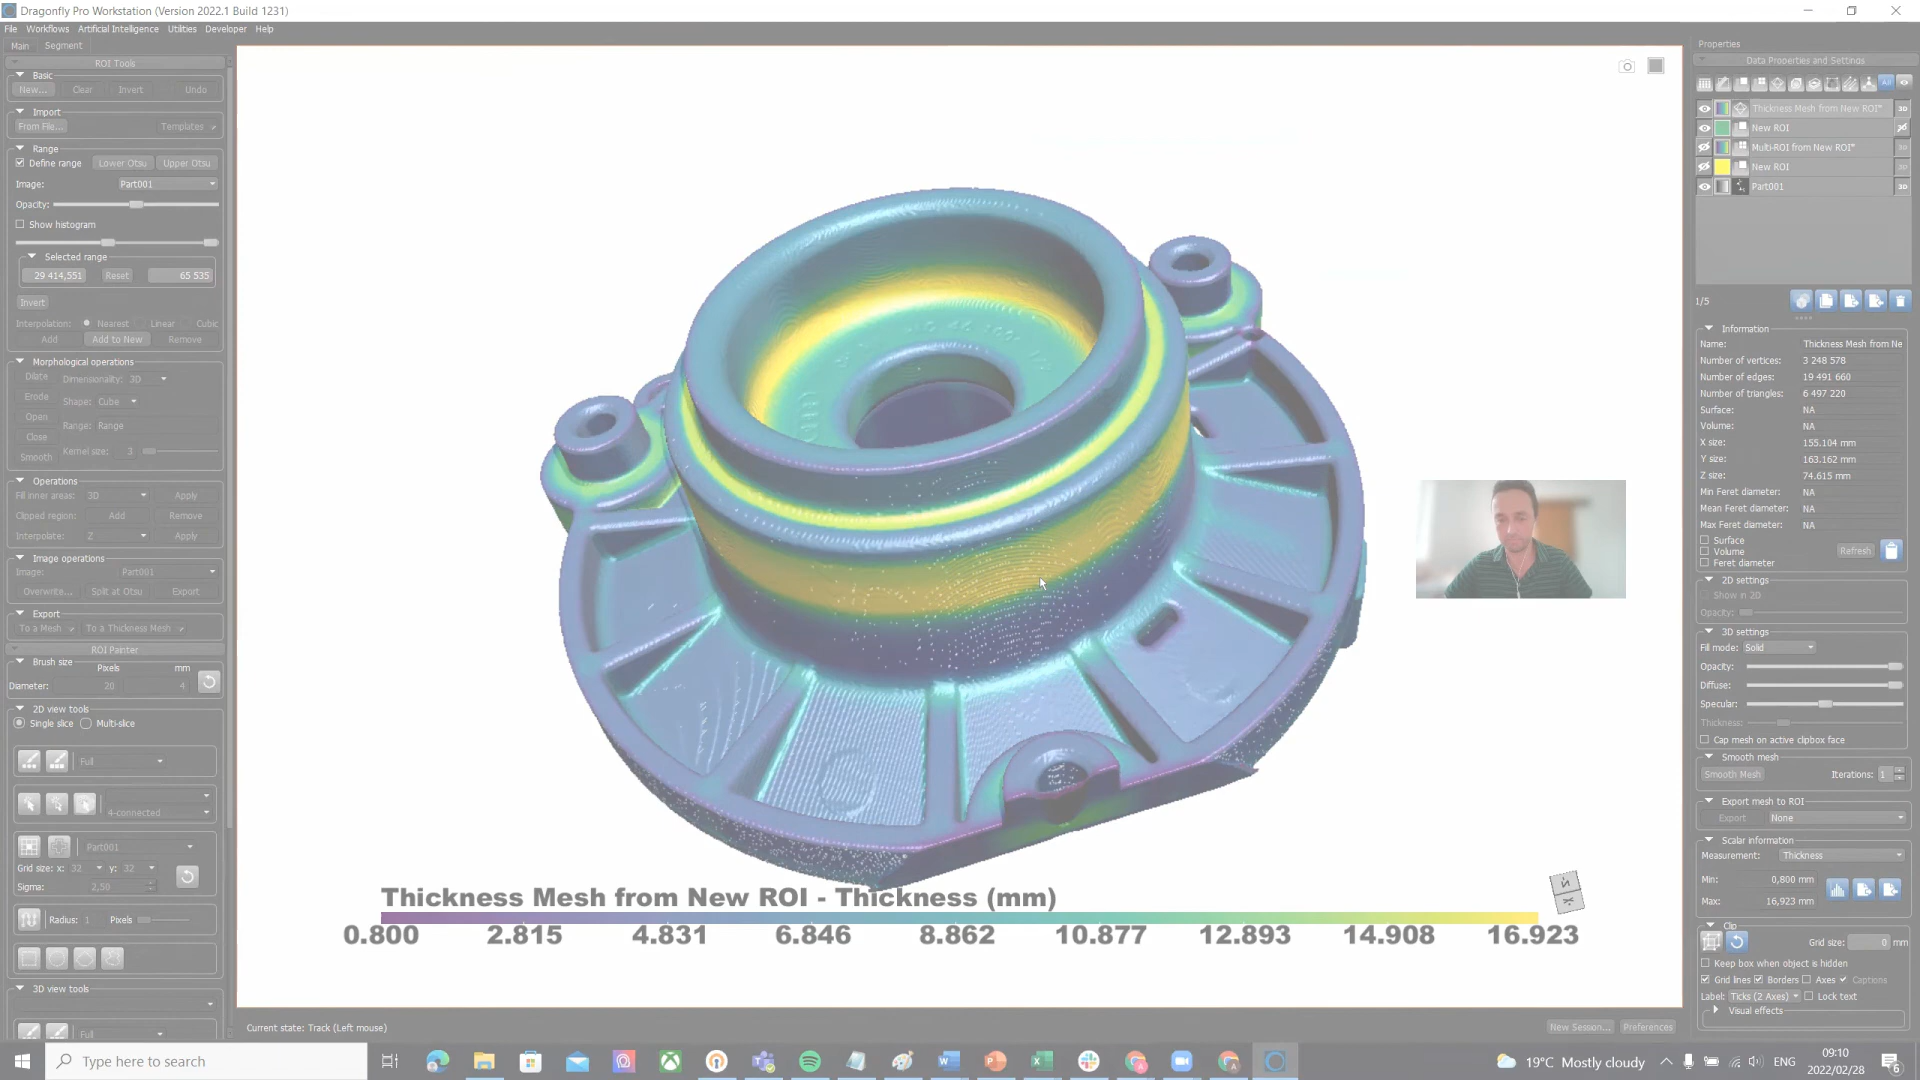 Dragonfly Pro Workstation (Version 2022.1 Build 1231)
File Workflows Artificial Intelligence Utilities Developer Help
Main Segment
ROI Tools
Basic
New... Clear Invert Undo
Import
From File... Templates
Range
Define range Lower Otsu Upper Otsu
Image: Part001
Opacity:
Show histogram
Selected range
29 414,551 Reset 65 535
Invert
Interpolation: Nearest Linear Cubic
Add Add to New Remove
Morphological operations
Dilate Dimensionality: 3D
Erode Shape: Cube
Open
Range: Range
Close
Smooth Kernel size: 3
Operations
Fill inner areas: 3D Apply
Clipped region: Add Remove
Interpolate: Z Apply
Image operations
Image: Part001
Overwrite... Split at Otsu Export
Export
To a Mesh To a Thickness Mesh
ROI Painter
Brush size Pixels mm
Diameter: 20 4
2D view tools
Single slice Multi-slice
Full
4-connected
Part001
Grid size: x: 32 y: 32
Sigma: 2,50
Radius: 1 Pixels
3D view tools
Full
Thickness Mesh from New ROI - Thickness (mm)
0.800 2.815 4.831 6.846 8.862 10.877 12.893 14.908 16.923
Current state: Track (Left mouse)
New Session... Preferences
Properties
Data Properties and Settings
Thickness Mesh from New ROI* 3D
New ROI
Multi-ROI from New ROI* 3D
New ROI 3D
Part001 3D
1/5
Information
Name: Thickness Mesh from Ne
Number of vertices: 3 248 578
Number of edges: 19 491 660
Number of triangles: 6 497 220
Surface: NA
Volume: NA
X size: 155.104 mm
Y size: 163.162 mm
Z size: 74.615 mm
Min Feret diameter: NA
Mean Feret diameter: NA
Max Feret diameter: NA
Surface
Volume Refresh
Feret diameter
2D settings
Show in 2D
Opacity:
3D settings
Fill mode: Solid
Opacity:
Diffuse:
Specular:
Thickness:
Cap mesh on active clipbox face
Smooth mesh
Smooth Mesh Iterations: 1
Export mesh to ROI
Export None
Scalar information
Measurement: Thickness
Min: 0,800 mm
Max: 16,923 mm
Clip
Grid size: 0 mm
Keep box when object is hidden
Grid lines Borders Axes Captions
Label: Ticks (2 Axes) Lock text
Visual effects
Type here to search
19°C Mostly cloudy
ENG
09:10
2022/02/28
6